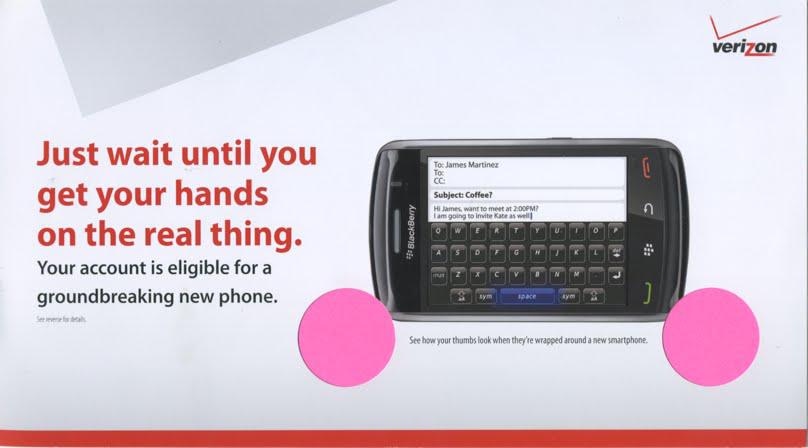 verizon
Just wait until you
get your hands
on the real thing.
Your account is eligible for a
groundbreaking new phone.
See reverse for details.
BlackBerry
To: James Martinez
To:
CC:
Subject: Coffee?
Hi James, want to meet at 2:00PM?
I am going to invite Kate as well
Q W E R T Y U I O P
A S D F G H J K L del
Z X C V B N M .
sym space sym
See how your thumbs look when they're wrapped around a new smartphone.